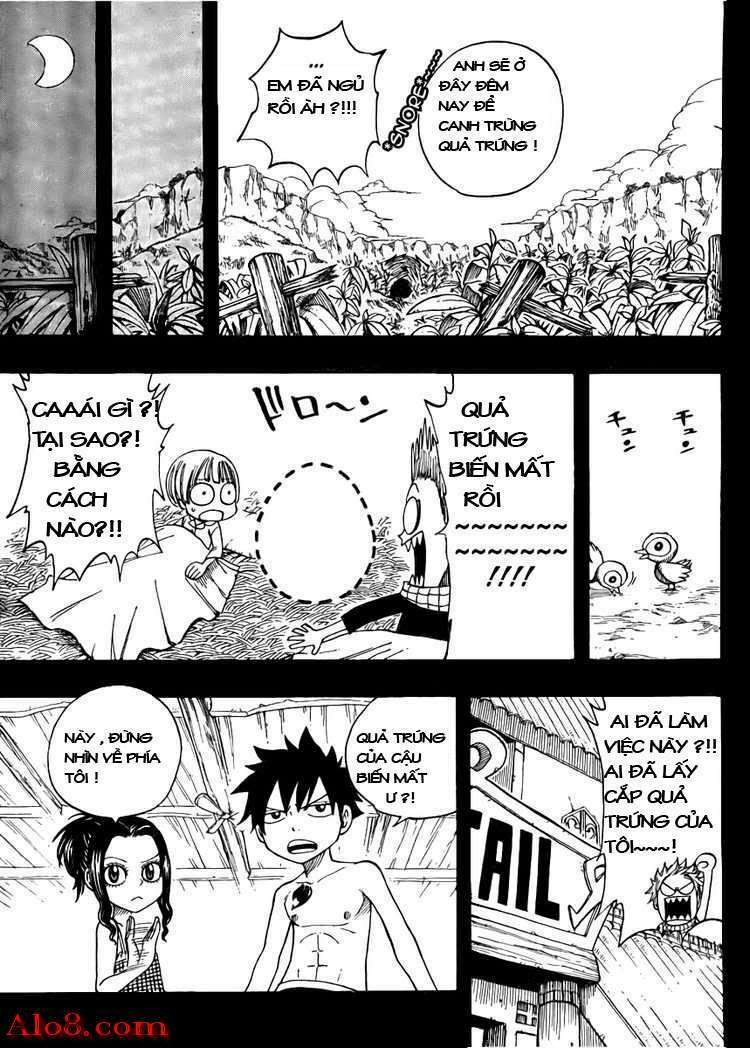 ANH SẼ Ở
ĐÂY ĐÊM
NAY ĐỂ
CANH TRỪNG
QUẢ TRỨNG !
*SNORE*~~~
...
EM ĐÃ NGỦ
RỒI ÀH ?!!!
チュン
チュン
QUẢ
TRỨNG
BIẾN MẤT
RỒI
~~~~~~~
~~~~~~~
!!!!
ドロ〜ン
CAAÁI GÌ ?!
TẠI SAO?!
BẰNG
CÁCH
NÀO?!!
AI ĐÃ LÀM
VIỆC NÀY ?!!
AI ĐÃ LẤY
CẮP QUẢ
TRỨNG CỦA
TÔI~~~!
TAIL
QUẢ TRỨNG
CỦA CẬU
BIẾN MẤT
Ư ?!
NÀY , ĐỨNG
NHÌN VỀ PHÍA
TÔI !
Alo8.com